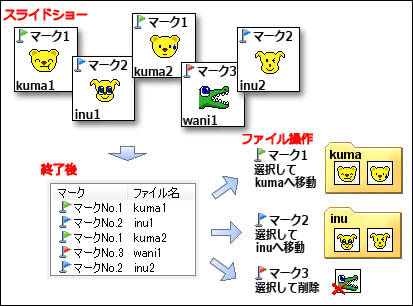 スライドショー
マーク1
kuma1
マーク2
inu1
マーク1
kuma2
マーク3
wani1
マーク2
inu2
終了後
マーク ファイル名
マークNo.1 kuma1
マークNo.2 inu1
マークNo.1 kuma2
マークNo.3 wani1
マークNo.2 inu2
ファイル操作
マーク1
選択して
kumaへ移動
kuma
マーク2
選択して
inuへ移動
inu
マーク3
選択して削除